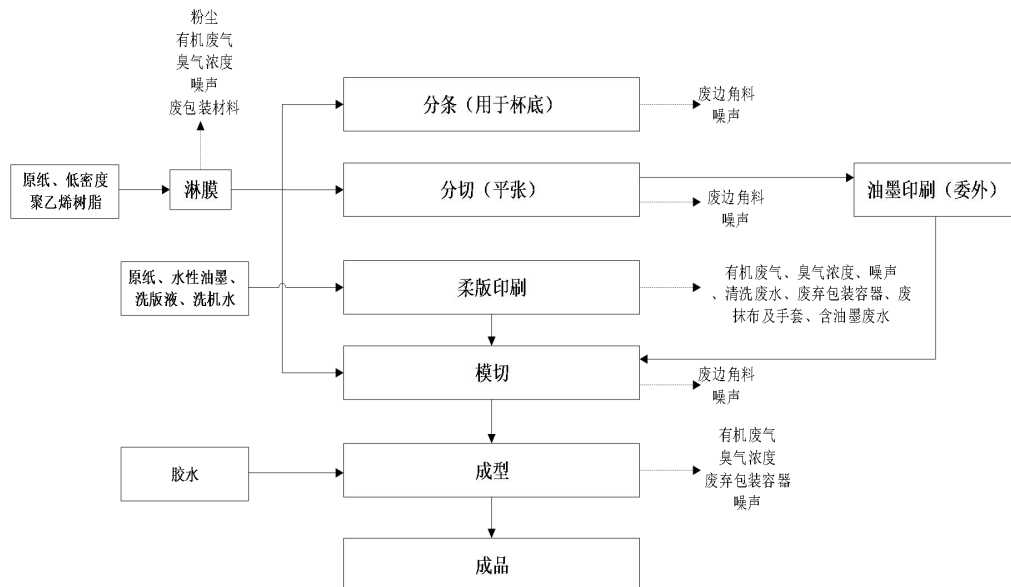 粉尘
有机废气
臭气浓度
噪声
废包装材料
分条（用于杯底）
废边角料
噪声
原纸、低密度
聚乙烯树脂
淋膜
分切（平张）
废边角料
噪声
油墨印刷（委外）
原纸、水性油墨、
洗版液、洗机水
柔版印刷
有机废气、臭气浓度、噪声
、清洗废水、废弃包装容器、废
抹布及手套、含油墨废水
模切
废边角料
噪声
胶水
成型
有机废气
臭气浓度
废弃包装容器
噪声
成品